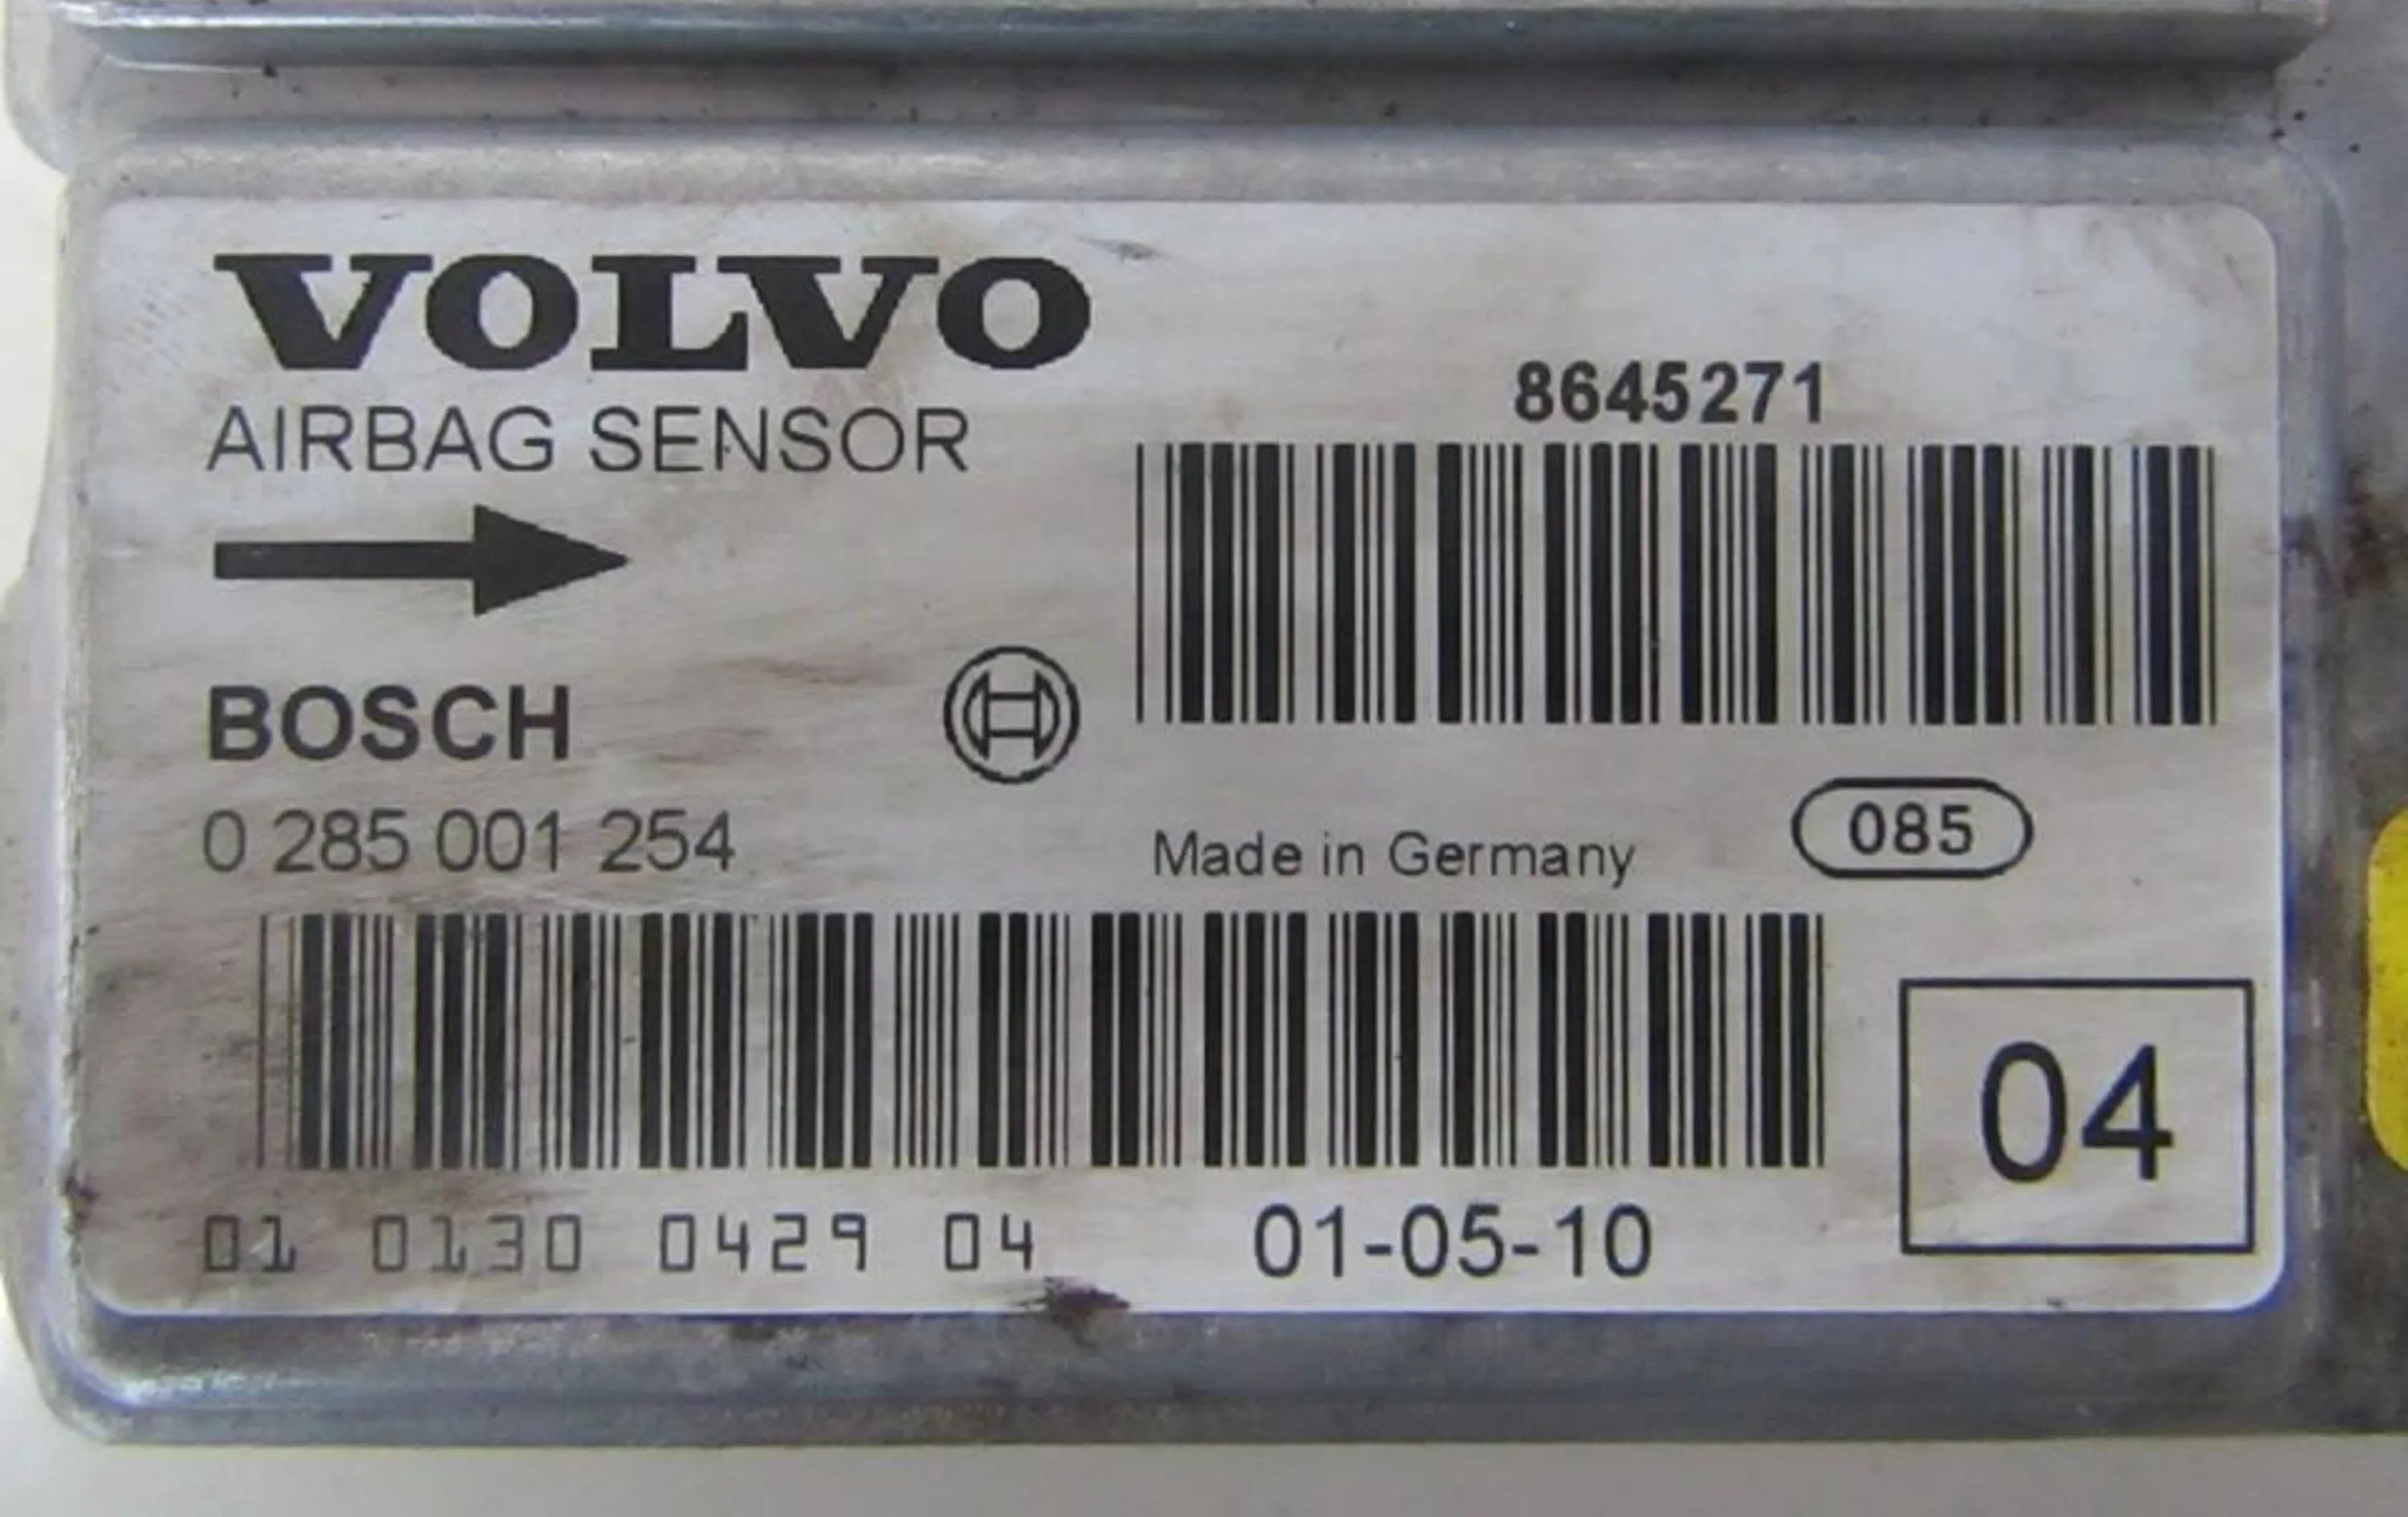 VOLVO
AIRBAG SENSOR
8645271
BOSCH
0 285 001 254
Made in Germany
085
04
01 0130 0429 04
01-05-10